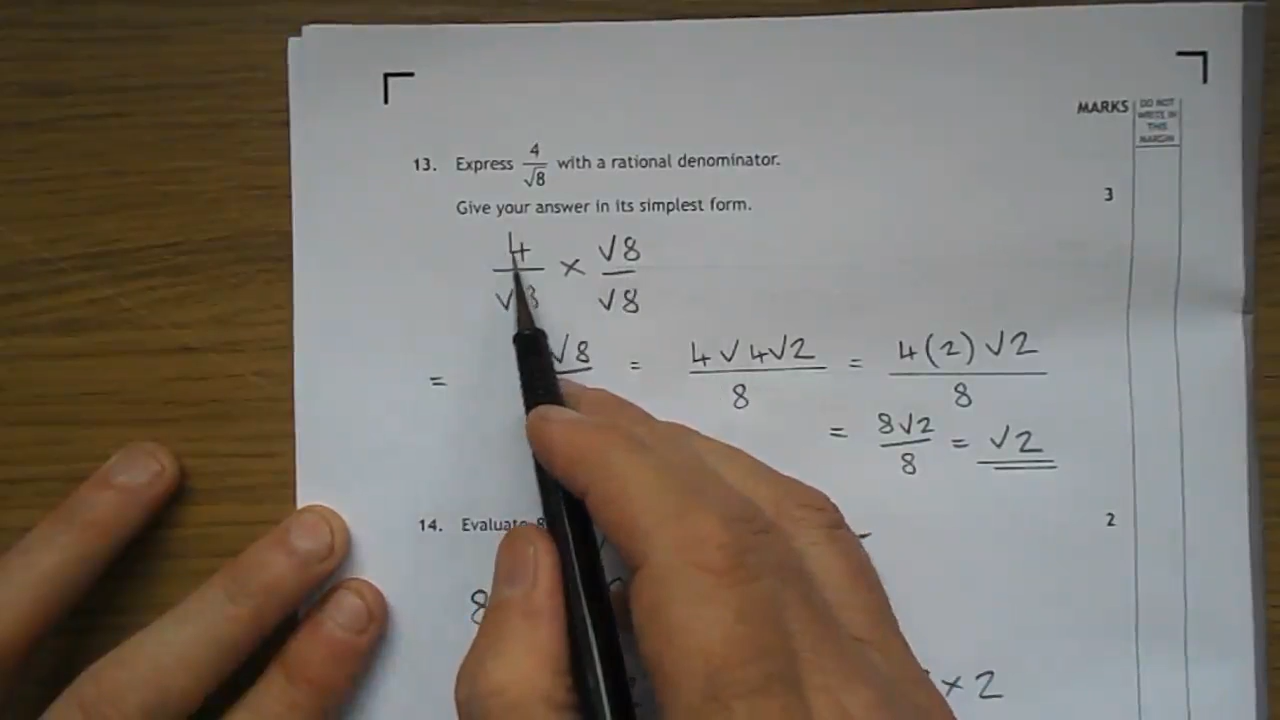 MARKS DO NOT WRITE IN THIS MARGIN
13. Express 4/√8 with a rational denominator.
3
Give your answer in its simplest form.
4/√8 × √8/√8
= √8 = 4√4√2/8 = 4(2)√2/8
= 8√2/8 = √2
14. Evaluate 8
2
8
× 2